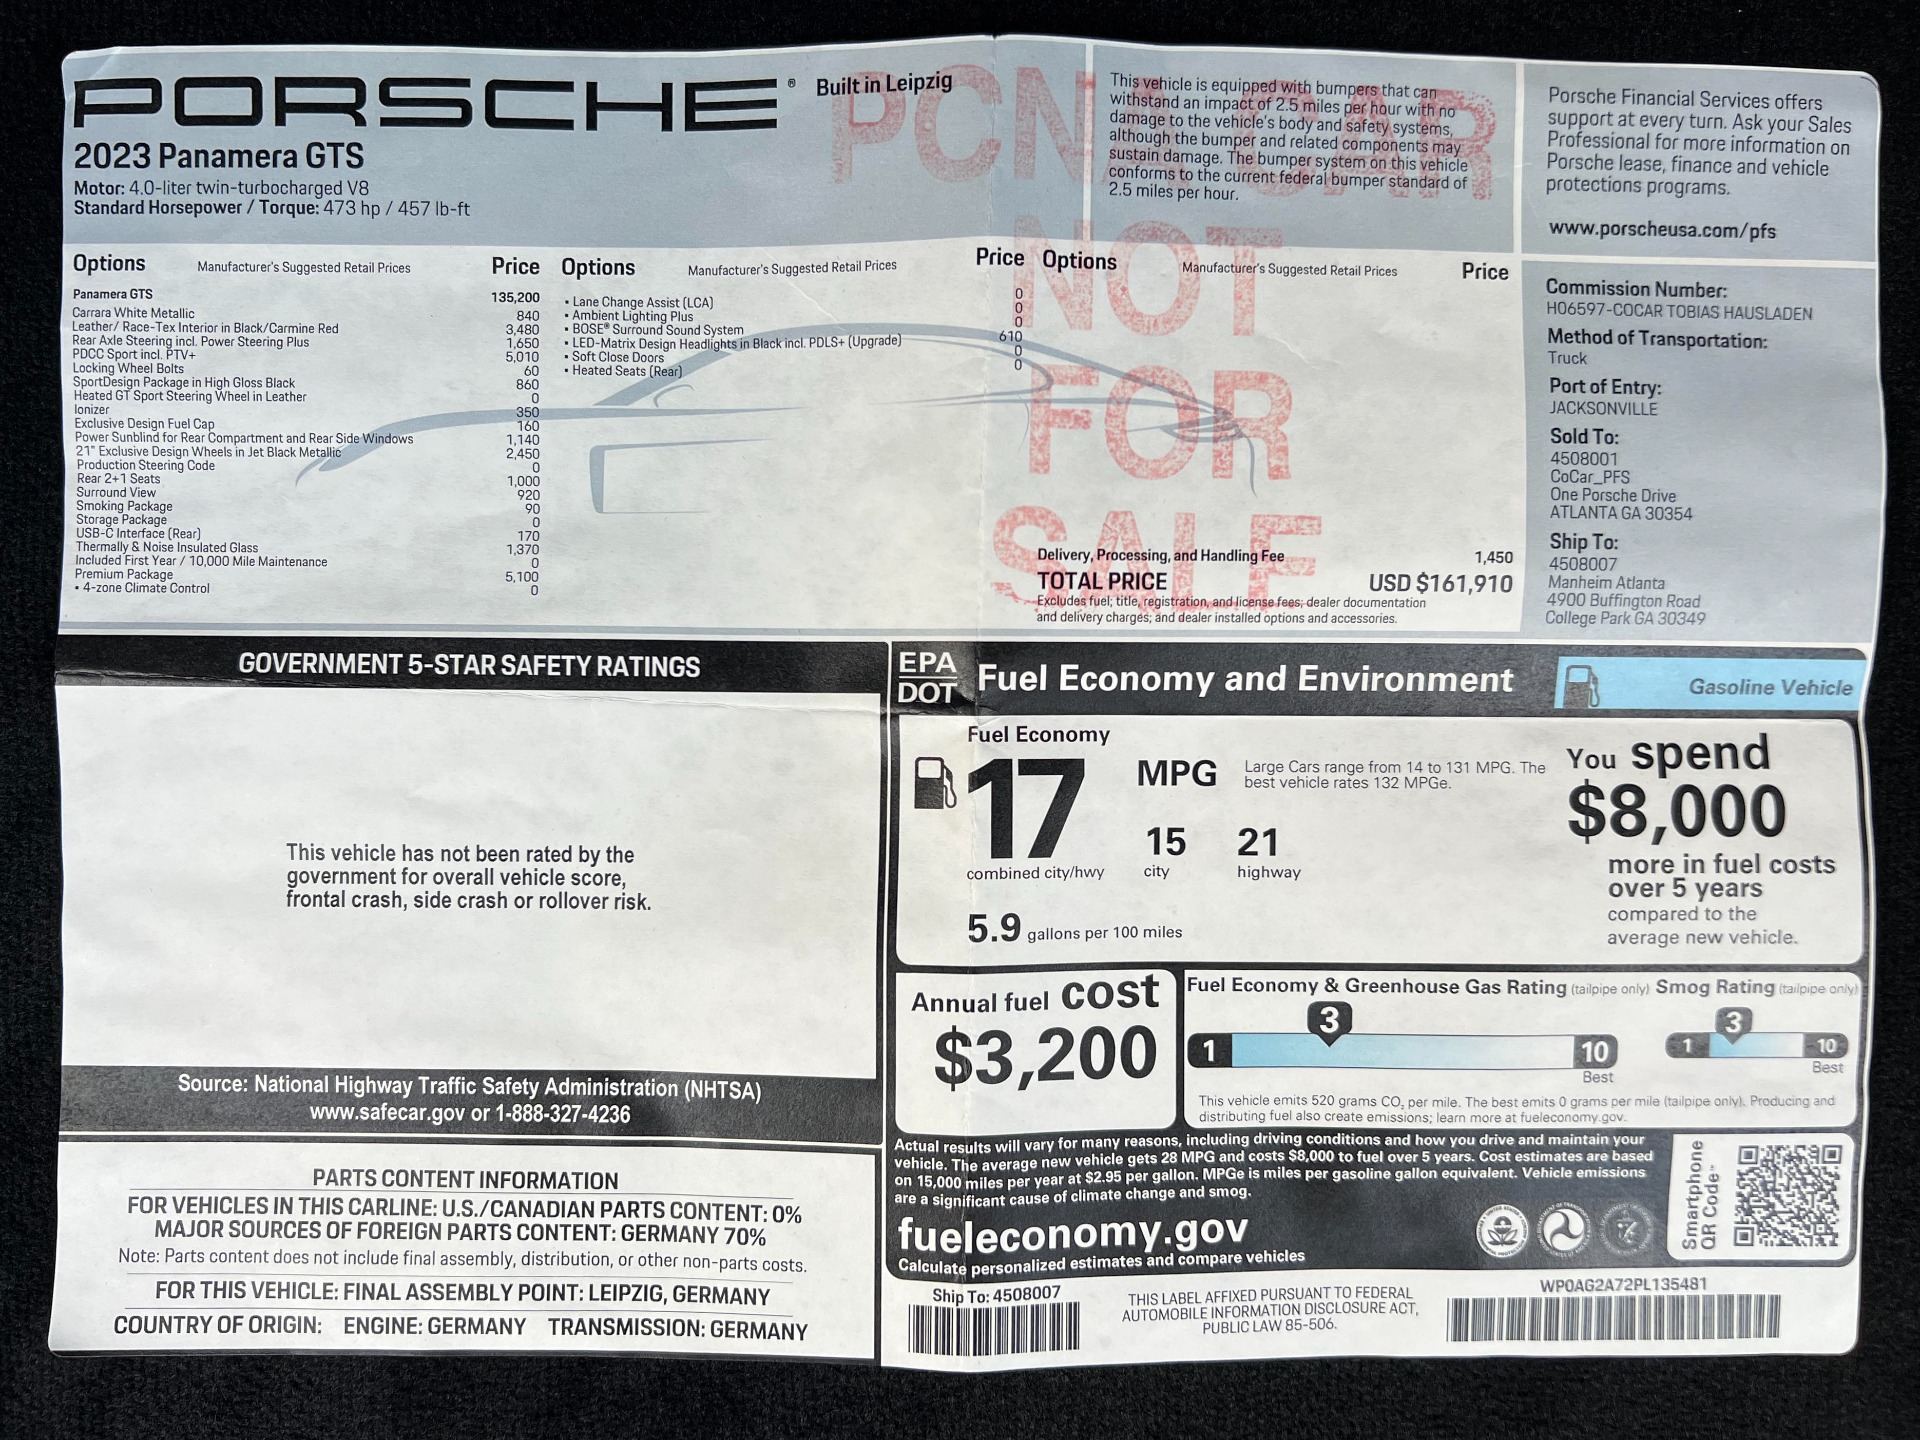 PORSCHE®
Built in Leipzig
2023 Panamera GTS
Motor: 4.0-liter twin-turbocharged V8
Standard Horsepower / Torque: 473 hp / 457 lb-ft
PCNA CAR
NOT
FOR
SALE
This vehicle is equipped with bumpers that can
withstand an impact of 2.5 miles per hour with no
damage to the vehicle's body and safety systems,
although the bumper and related components may
sustain damage. The bumper system on this vehicle
conforms to the current federal bumper standard of
2.5 miles per hour.
Porsche Financial Services offers
support at every turn. Ask your Sales
Professional for more information on
Porsche lease, finance and vehicle
protections programs.
www.porscheusa.com/pfs
Options Manufacturer's Suggested Retail Prices Price
Panamera GTS 135,200
Carrara White Metallic 840
Leather/ Race-Tex Interior in Black/Carmine Red 3,480
Rear Axle Steering incl. Power Steering Plus 1,650
PDCC Sport incl. PTV+ 5,010
Locking Wheel Bolts 60
SportDesign Package in High Gloss Black 860
Heated GT Sport Steering Wheel in Leather 0
Ionizer 350
Exclusive Design Fuel Cap 160
Power Sunblind for Rear Compartment and Rear Side Windows 1,140
21" Exclusive Design Wheels in Jet Black Metallic 2,450
Production Steering Code 0
Rear 2+1 Seats 1,000
Surround View 920
Smoking Package 90
Storage Package 0
USB-C Interface (Rear) 170
Thermally & Noise Insulated Glass 1,370
Included First Year / 10,000 Mile Maintenance 0
Premium Package 5,100
• 4-zone Climate Control 0
Options Manufacturer's Suggested Retail Prices Price
• Lane Change Assist (LCA) 0
• Ambient Lighting Plus 0
• BOSE® Surround Sound System 0
• LED-Matrix Design Headlights in Black incl. PDLS+ (Upgrade) 610
• Soft Close Doors 0
• Heated Seats (Rear) 0
Options Manufacturer's Suggested Retail Prices Price
Delivery, Processing, and Handling Fee 1,450
TOTAL PRICE USD $161,910
Excludes fuel; title, registration, and license fees; dealer documentation
and delivery charges; and dealer installed options and accessories.
Commission Number:
H06597-COCAR TOBIAS HAUSLADEN
Method of Transportation:
Truck
Port of Entry:
JACKSONVILLE
Sold To:
4508001
CoCar_PFS
One Porsche Drive
ATLANTA GA 30354
Ship To:
4508007
Manheim Atlanta
4900 Buffington Road
College Park GA 30349
GOVERNMENT 5-STAR SAFETY RATINGS
This vehicle has not been rated by the
government for overall vehicle score,
frontal crash, side crash or rollover risk.
Source: National Highway Traffic Safety Administration (NHTSA)
www.safecar.gov or 1-888-327-4236
PARTS CONTENT INFORMATION
FOR VEHICLES IN THIS CARLINE: U.S./CANADIAN PARTS CONTENT: 0%
MAJOR SOURCES OF FOREIGN PARTS CONTENT: GERMANY 70%
Note: Parts content does not include final assembly, distribution, or other non-parts costs.
FOR THIS VEHICLE: FINAL ASSEMBLY POINT: LEIPZIG, GERMANY
COUNTRY OF ORIGIN: ENGINE: GERMANY TRANSMISSION: GERMANY
EPA
DOT
Fuel Economy and Environment
Gasoline Vehicle
Fuel Economy
17 MPG
combined city/hwy
15 city
21 highway
Large Cars range from 14 to 131 MPG. The
best vehicle rates 132 MPGe.
5.9 gallons per 100 miles
You spend
$8,000
more in fuel costs
over 5 years
compared to the
average new vehicle.
Annual fuel cost
$3,200
Fuel Economy & Greenhouse Gas Rating (tailpipe only)
3
1 10
Best
Smog Rating (tailpipe only)
3
1 10
Best
This vehicle emits 520 grams CO₂ per mile. The best emits 0 grams per mile (tailpipe only). Producing and
distributing fuel also create emissions; learn more at fueleconomy.gov.
Actual results will vary for many reasons, including driving conditions and how you drive and maintain your
vehicle. The average new vehicle gets 28 MPG and costs $8,000 to fuel over 5 years. Cost estimates are based
on 15,000 miles per year at $2.95 per gallon. MPGe is miles per gasoline gallon equivalent. Vehicle emissions
are a significant cause of climate change and smog.
fueleconomy.gov
Calculate personalized estimates and compare vehicles
Smartphone
QR Code™
Ship To: 4508007
THIS LABEL AFFIXED PURSUANT TO FEDERAL
AUTOMOBILE INFORMATION DISCLOSURE ACT,
PUBLIC LAW 85-506.
WP0AG2A72PL135481